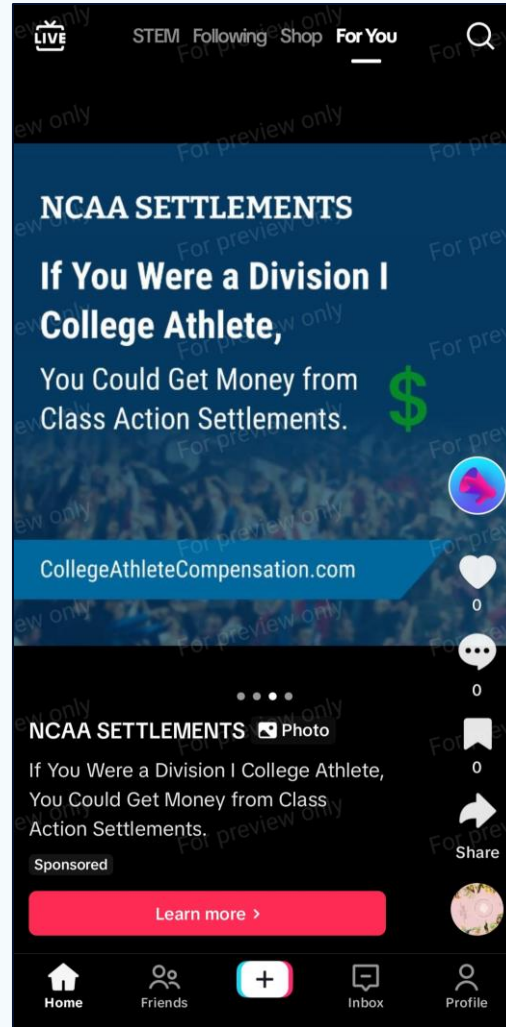 LIVE
STEM Following Shop For You
NCAA SETTLEMENTS
If You Were a Division I
College Athlete,
You Could Get Money from
Class Action Settlements.
$
CollegeAthleteCompensation.com
0
0
0
Share
NCAA SETTLEMENTS Photo
If You Were a Division I College Athlete,
You Could Get Money from Class
Action Settlements.
Sponsored
Learn more >
Home Friends + Inbox Profile
For preview only